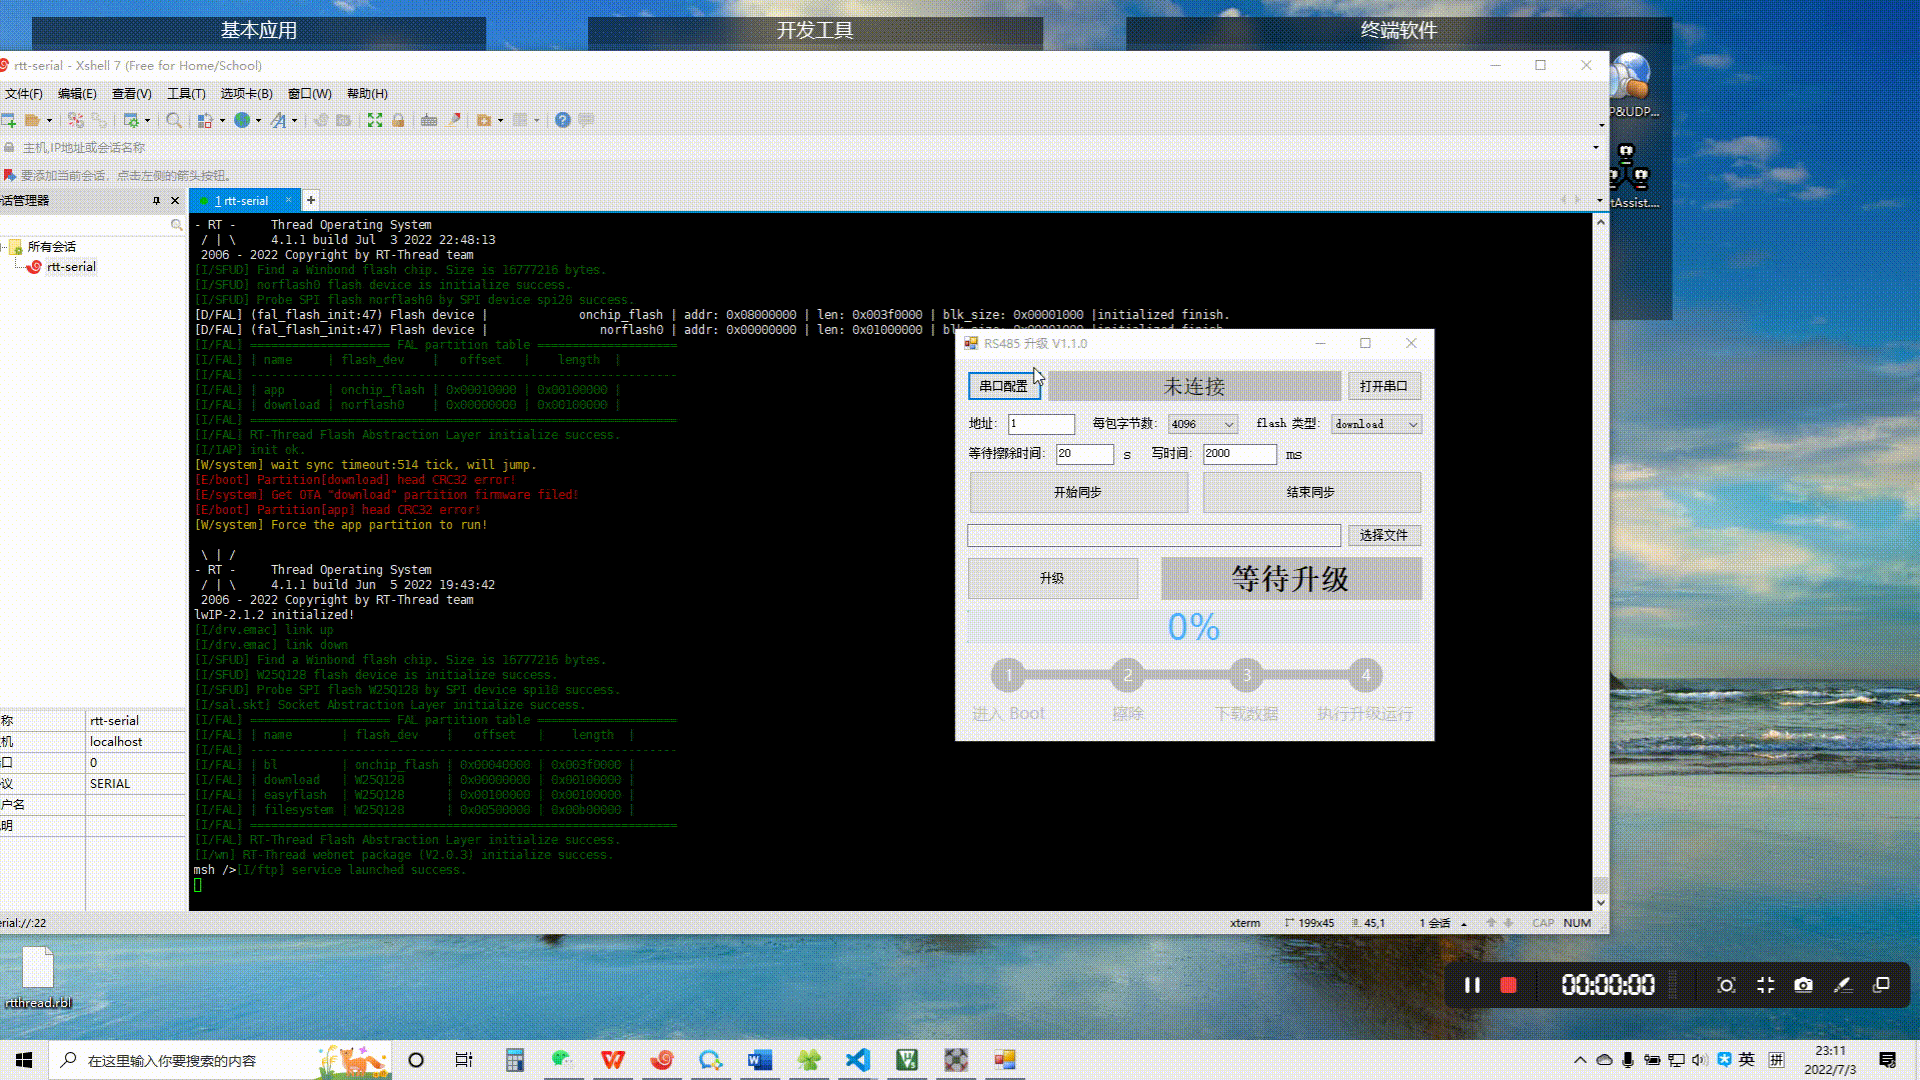 基本应用
开发工具
终端软件
rtt-serial - Xshell 7 (Free for Home/School)
文件(F) 编辑(E) 查看(V) 工具(T) 选项卡(B) 窗口(W) 帮助(H)
主机,IP地址或会话名称
要添加当前会话，点击左侧的箭头按钮。
话管理器
1 rtt-serial
所有会话
rtt-serial
P&UDP...
tAssist....
- RT -     Thread Operating System
 / | \     4.1.1 build Jul  3 2022 22:48:13
 2006 - 2022 Copyright by RT-Thread team
[I/SFUD] Find a Winbond flash chip. Size is 16777216 bytes.
[I/SFUD] norflash0 flash device is initialize success.
[I/SFUD] Probe SPI flash norflash0 by SPI device spi20 success.
[D/FAL] (fal_flash_init:47) Flash device |             onchip_flash | addr: 0x08000000 | len: 0x003f0000 | blk_size: 0x00001000 |initialized finish.
[D/FAL] (fal_flash_init:47) Flash device |                norflash0 | addr: 0x00000000 | len: 0x01000000 | blk_size: 0x00001000 |initialized finish.
[I/FAL] ==================== FAL partition table ====================
[I/FAL] | name     | flash_dev    |   offset   |    length  |
[I/FAL] -------------------------------------------------------------
[I/FAL] | app      | onchip_flash | 0x00010000 | 0x00100000 |
[I/FAL] | download | norflash0    | 0x00000000 | 0x00100000 |
[I/FAL] =============================================================
[I/FAL] RT-Thread Flash Abstraction Layer initialize success.
[I/IAP] init ok.
[W/system] wait sync timeout:514 tick, will jump.
[E/boot] Partition[download] head CRC32 error!
[E/system] Get OTA "download" partition firmware filed!
[E/boot] Partition[app] head CRC32 error!
[W/system] Force the app partition to run!
 \ | /
- RT -     Thread Operating System
 / | \     4.1.1 build Jun  5 2022 19:43:42
 2006 - 2022 Copyright by RT-Thread team
lwIP-2.1.2 initialized!
[I/drv.emac] link up
[I/drv.emac] link down
[I/SFUD] Find a Winbond flash chip. Size is 16777216 bytes.
[I/SFUD] W25Q128 flash device is initialize success.
[I/SFUD] Probe SPI flash W25Q128 by SPI device spi10 success.
[I/sal.skt] Socket Abstraction Layer initialize success.
[I/FAL] ==================== FAL partition table ====================
[I/FAL] | name       | flash_dev    |   offset   |    length  |
[I/FAL] -------------------------------------------------------------
[I/FAL] | bl         | onchip_flash | 0x00040000 | 0x003f0000 |
[I/FAL] | download   | W25Q128      | 0x00000000 | 0x00100000 |
[I/FAL] | easyflash  | W25Q128      | 0x00100000 | 0x00100000 |
[I/FAL] | filesystem | W25Q128      | 0x00500000 | 0x00b00000 |
[I/FAL] =============================================================
[I/FAL] RT-Thread Flash Abstraction Layer initialize success.
[I/wn] RT-Thread webnet package (V2.0.3) initialize success.
msh />[I/ftp] service launched success.
RS485 升级 V1.1.0
串口配置 未连接 打开串口
地址: 1 每包字节数: 4096 flash 类型: download
等待擦除时间: 20 s 写时间: 2000 ms
开始同步 结束同步
选择文件
升级 等待升级
0%
1 2 3 4
进入 Boot 擦除 下载数据 执行升级运行
称 rtt-serial
机 localhost
口 0
议 SERIAL
户名
明
erial://:22
xterm 199x45 45,1 1 会话 CAP NUM
rtthread.rbl
00:00:00
在这里输入你要搜索的内容
英 拼
23:11
2022/7/3